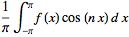 1/π ∫_{-π}^{π} f(x) cos (n x) d x